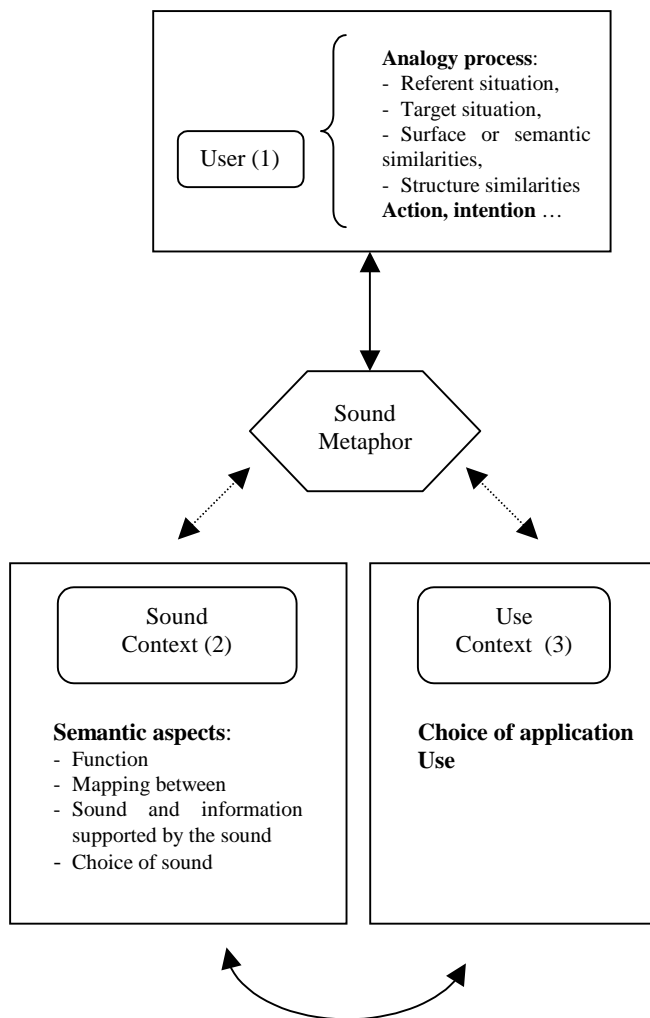 Analogy process:
- Referent situation,
- Target situation,
- Surface or semantic
similarities,
- Structure similarities
Action, intention ...
User (1)
Sound
Metaphor
Sound
Context (2)
Semantic aspects:
- Function
- Mapping between
- Sound and information
supported by the sound
- Choice of sound
Use
Context (3)
Choice of application
Use